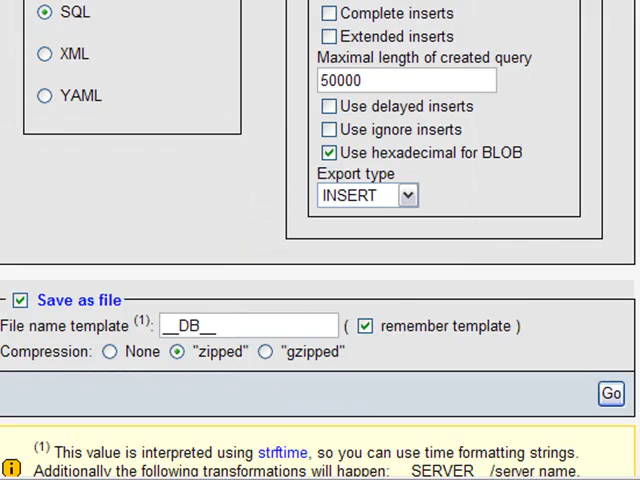 SQL
XML
YAML
Complete inserts
Extended inserts
Maximal length of created query
50000
Use delayed inserts
Use ignore inserts
Use hexadecimal for BLOB
Export type
INSERT
Save as file
File name template (1): __DB__ ( remember template )
Compression: None "zipped" "gzipped"
Go
(1) This value is interpreted using strftime, so you can use time formatting strings.
Additionally the following transformations will happen: __SERVER__/server name,